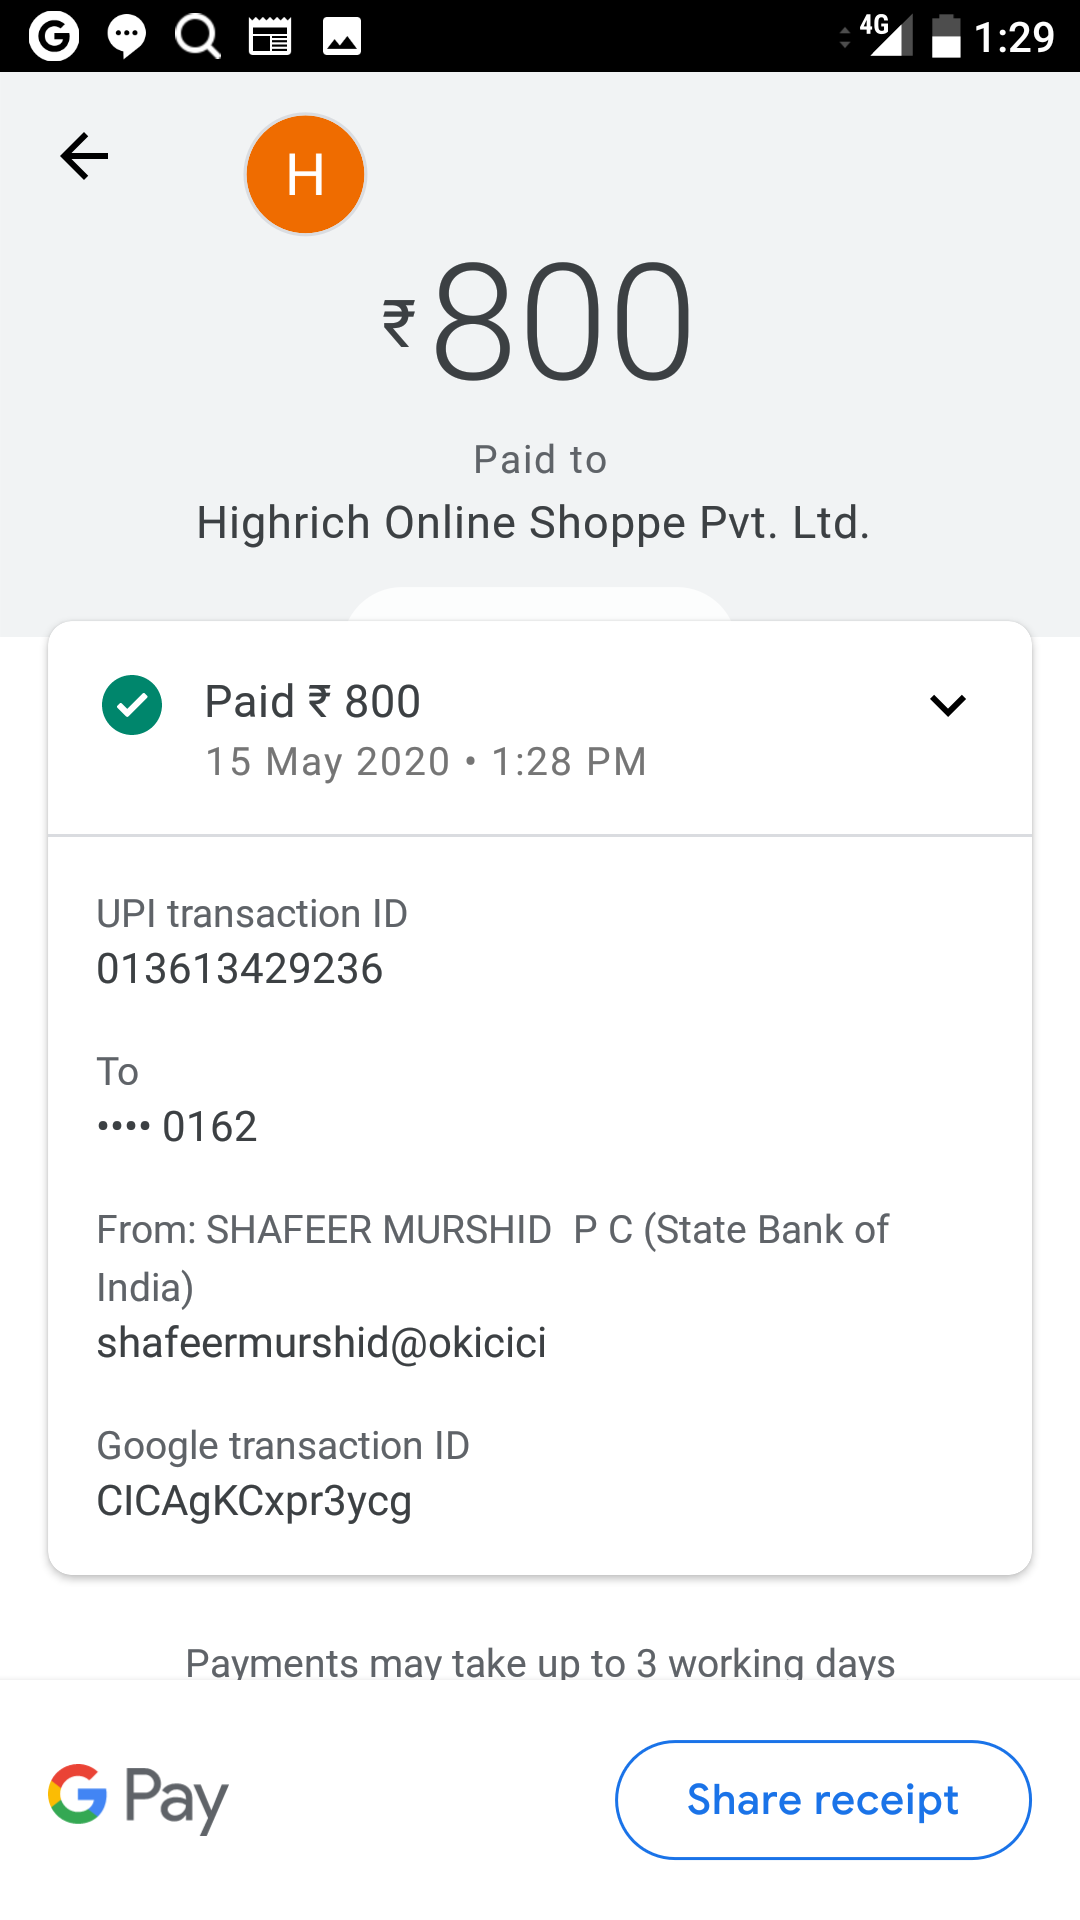 4G 1:29
H
₹800
Paid to
Highrich Online Shoppe Pvt. Ltd.
Paid ₹ 800
15 May 2020 • 1:28 PM
UPI transaction ID
013613429236
To
•••• 0162
From: SHAFEER MURSHID  P C (State Bank of
India)
shafeermurshid@okicici
Google transaction ID
CICAgKCxpr3ycg
Payments may take up to 3 working days
G Pay
Share receipt